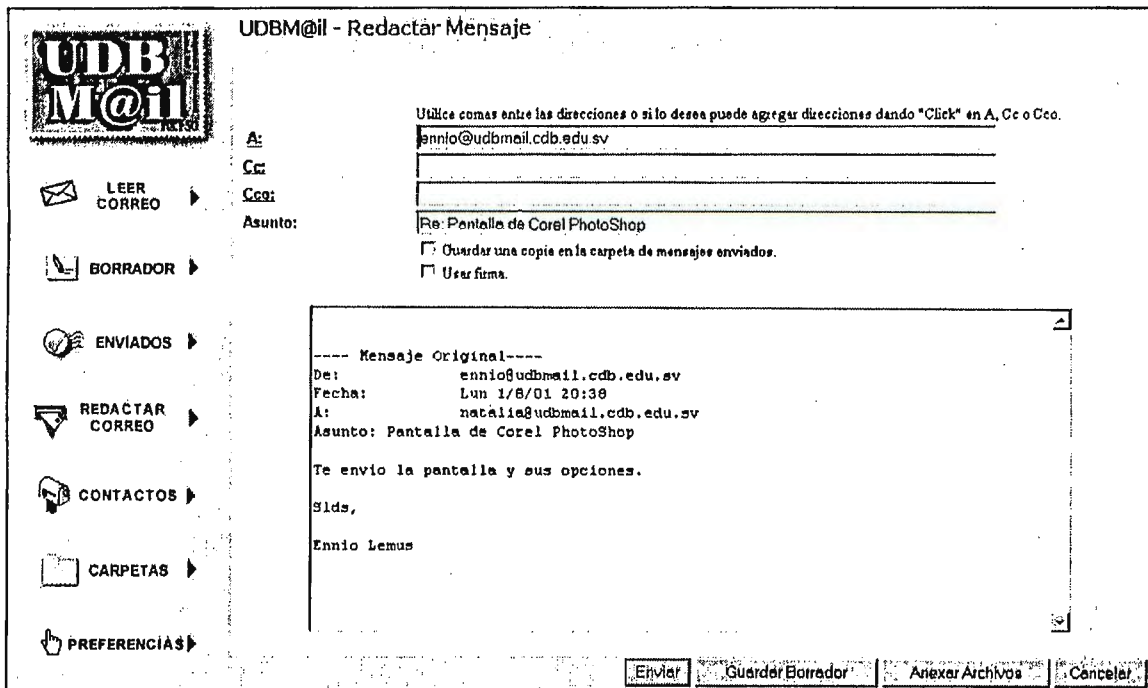 UDBM@il - Redactar Mensaje
UDB
M@il
Utilice comas entre las direcciones o si lo desea puede agregar direcciones dando "Click" en A, Cc o Cco.
A: ennio@udbmail.cdb.edu.sv
Cc:
Cco:
Asunto: Re: Pantalla de Corel PhotoShop
Guardar una copia en la carpeta de mensajes enviados.
Usar firma.
LEER
CORREO
BORRADOR
ENVIADOS
REDACTAR
CORREO
CONTACTOS
CARPETAS
PREFERENCIAS
---- Mensaje Original----
De: ennio@udbmail.cdb.edu.sv
Fecha: Lun 1/8/01 20:38
A: natalia@udbmail.cdb.edu.sv
Asunto: Pantalla de Corel PhotoShop
Te envio la pantalla y sus opciones.
Slds,
Ennio Lemus
Enviar Guardar Borrador Anexar Archivos Cancelar